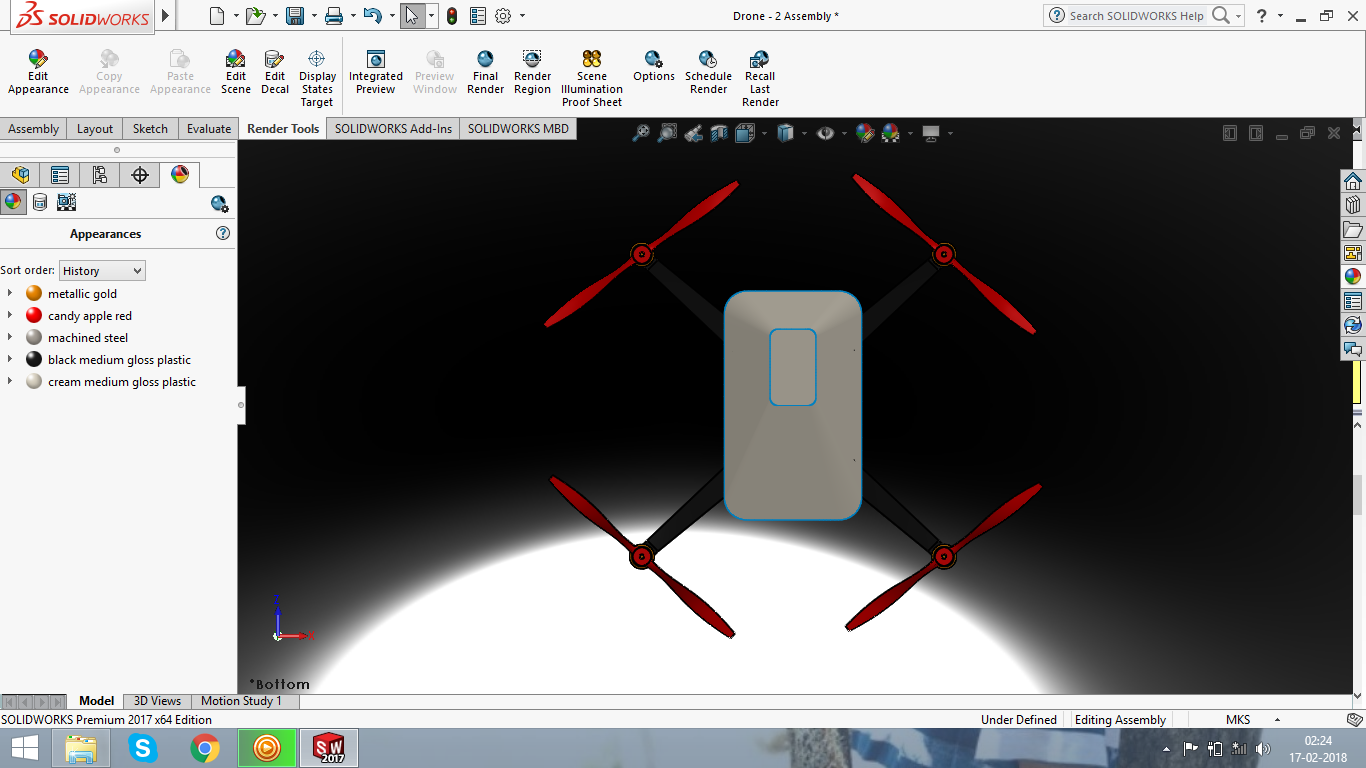 SOLIDWORKS
Drone - 2 Assembly *
Search SOLIDWORKS Help
?
Edit
Appearance
Copy
Appearance
Paste
Appearance
Edit
Scene
Edit
Decal
Display
States
Target
Integrated
Preview
Preview
Window
Final
Render
Render
Region
Scene
Illumination
Proof Sheet
Options
Schedule
Render
Recall
Last
Render
Assembly
Layout
Sketch
Evaluate
Render Tools
SOLIDWORKS Add-Ins
SOLIDWORKS MBD
Appearances
?
Sort order:
History
metallic gold
candy apple red
machined steel
black medium gloss plastic
cream medium gloss plastic
*Bottom
Model
3D Views
Motion Study 1
SOLIDWORKS Premium 2017 x64 Edition
Under Defined
Editing Assembly
MKS
SW
2017
02:24
17-02-2018